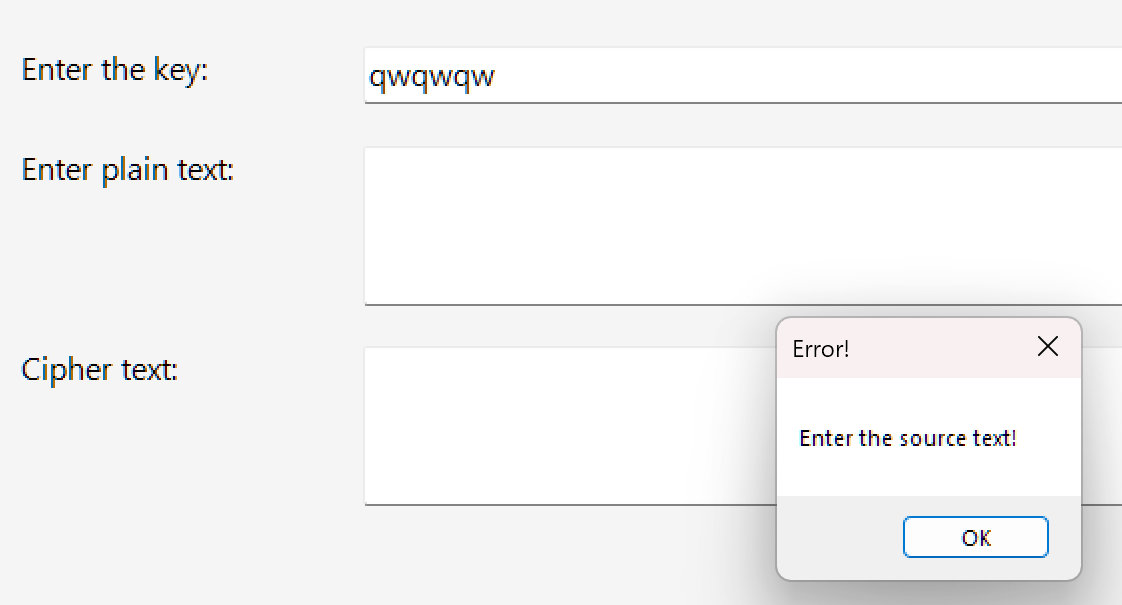 Enter the key:
qwqwqw
Enter plain text:
Cipher text:
Error!
Enter the source text!
OK